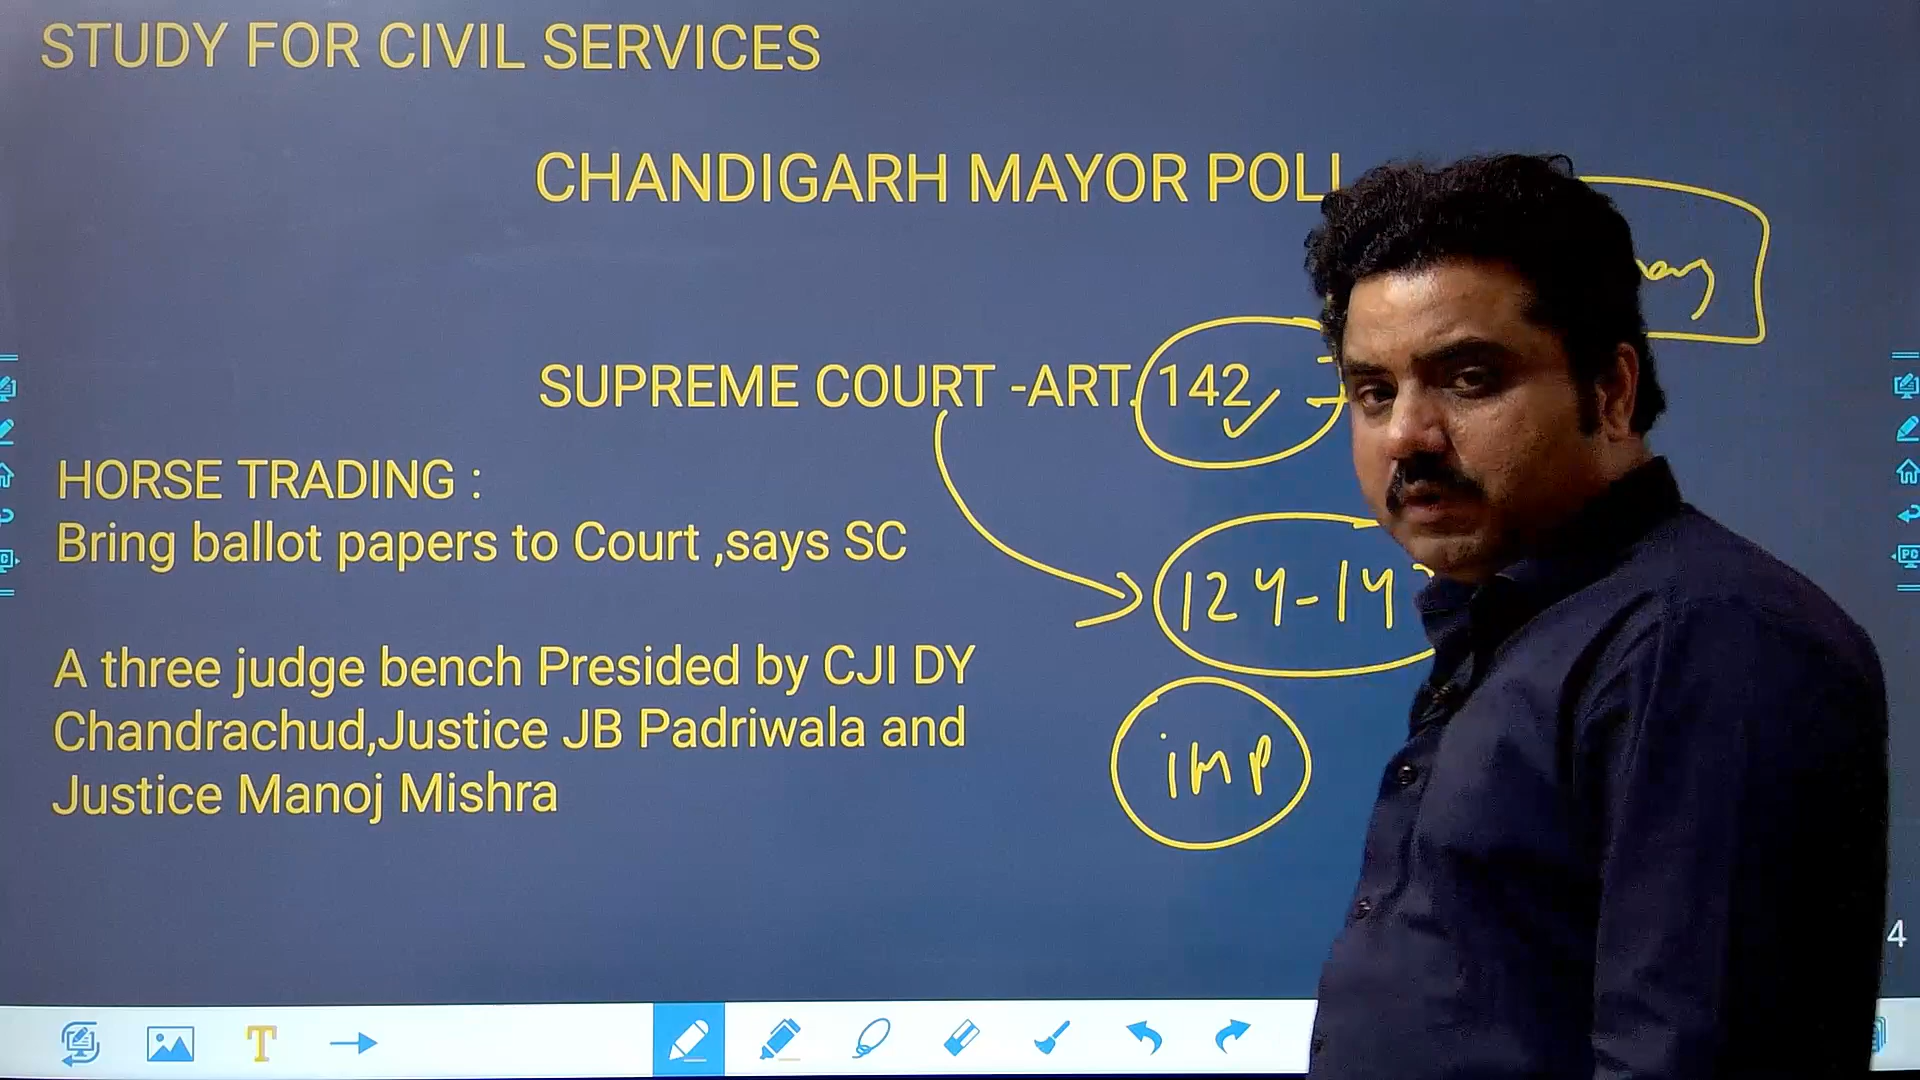 STUDY FOR CIVIL SERVICES
CHANDIGARH MAYOR POLL
SUPREME COURT -ART. 142
HORSE TRADING :
Bring ballot papers to Court ,says SC
124-14
A three judge bench Presided by CJI DY
Chandrachud,Justice JB Padriwala and
Justice Manoj Mishra
imp
4